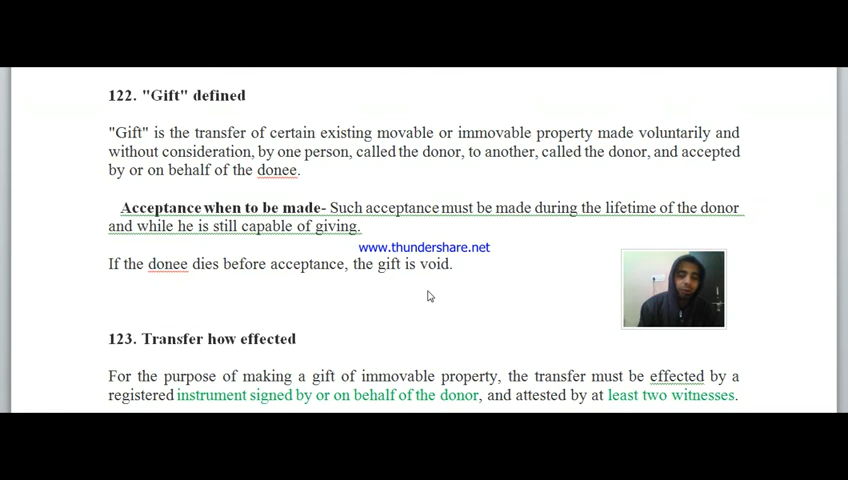 122. "Gift" defined
"Gift" is the transfer of certain existing movable or immovable property made voluntarily and
without consideration, by one person, called the donor, to another, called the donor, and accepted
by or on behalf of the donee.
Acceptance when to be made- Such acceptance must be made during the lifetime of the donor
and while he is still capable of giving.
www.thundershare.net
If the donee dies before acceptance, the gift is void.
123. Transfer how effected
For the purpose of making a gift of immovable property, the transfer must be effected by a
registered instrument signed by or on behalf of the donor, and attested by at least two witnesses.